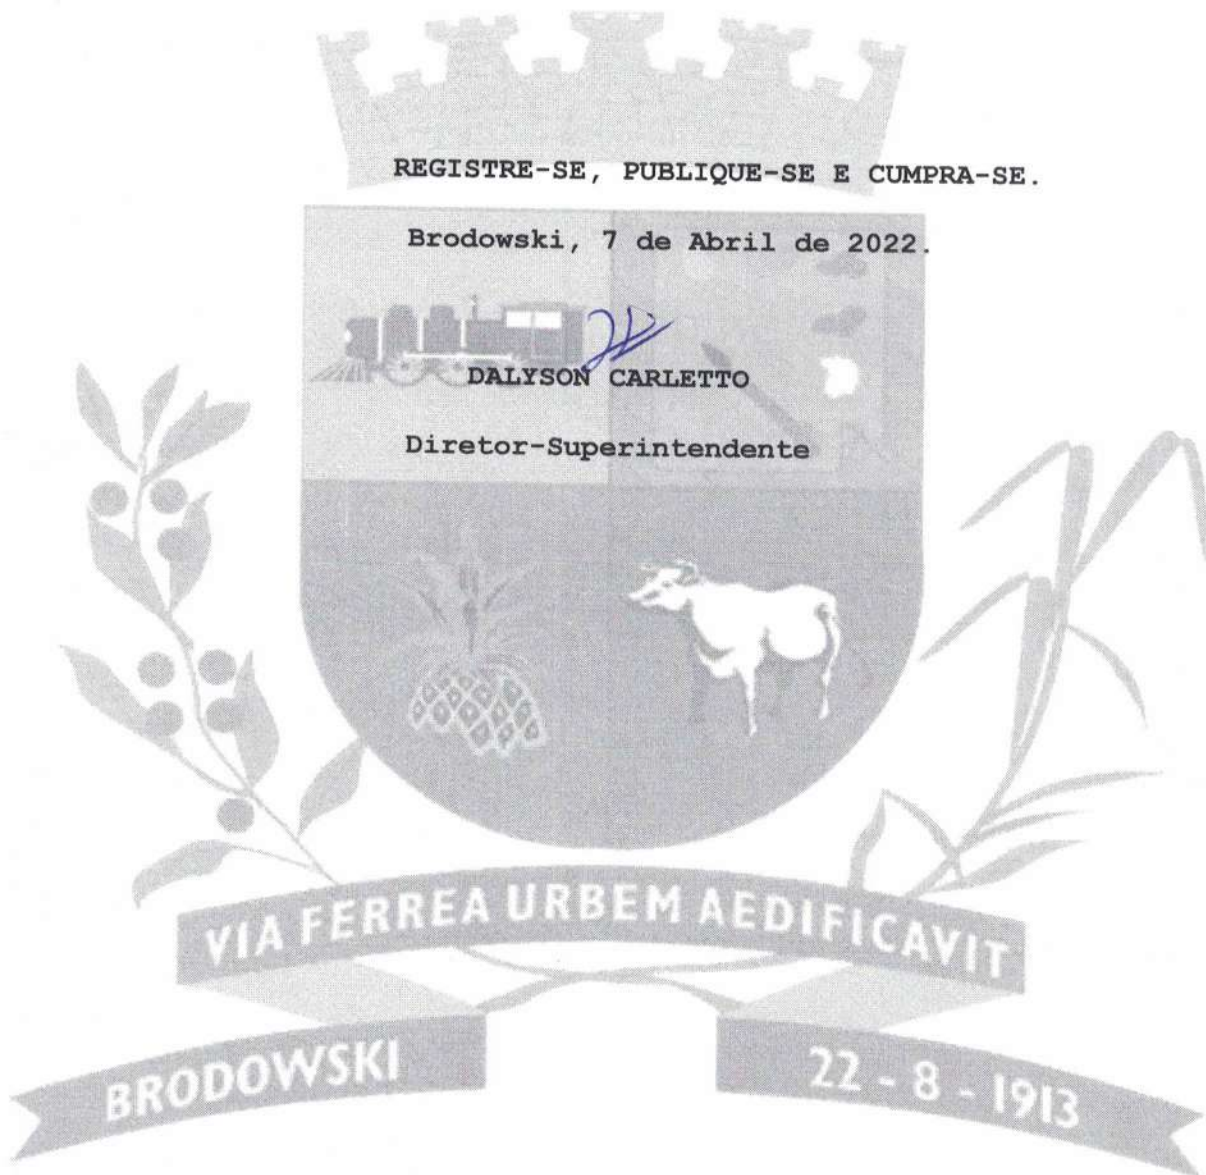 REGISTRE-SE, PUBLIQUE-SE E CUMPRA-SE.
Brodowski, 7 de Abril de 2022.
DALYSON CARLETTO
Diretor-Superintendente
VIA FERREA URBEM AEDIFICAVIT
BRODOWSKI
22 - 8 - 1913